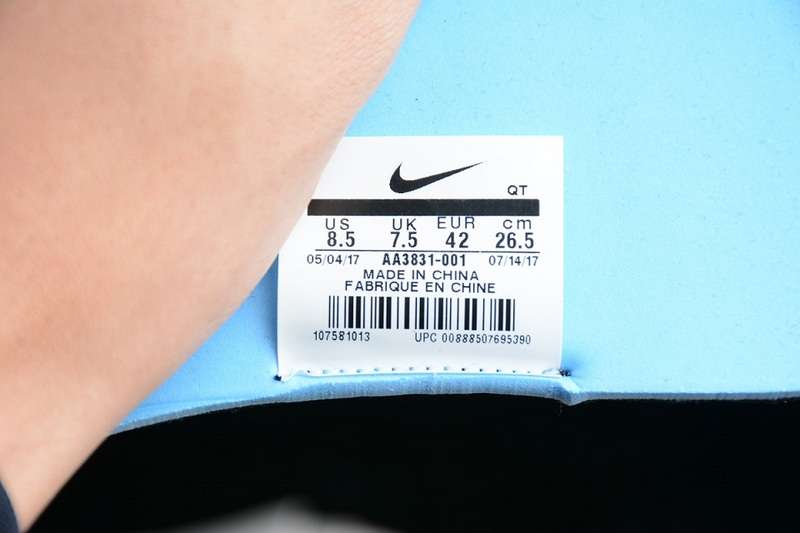 QT
US UK EUR cm
8.5 7.5 42 26.5
05/04/17 AA3831-001 07/14/17
MADE IN CHINA
FABRIQUE EN CHINE
107581013 UPC 00888507695390